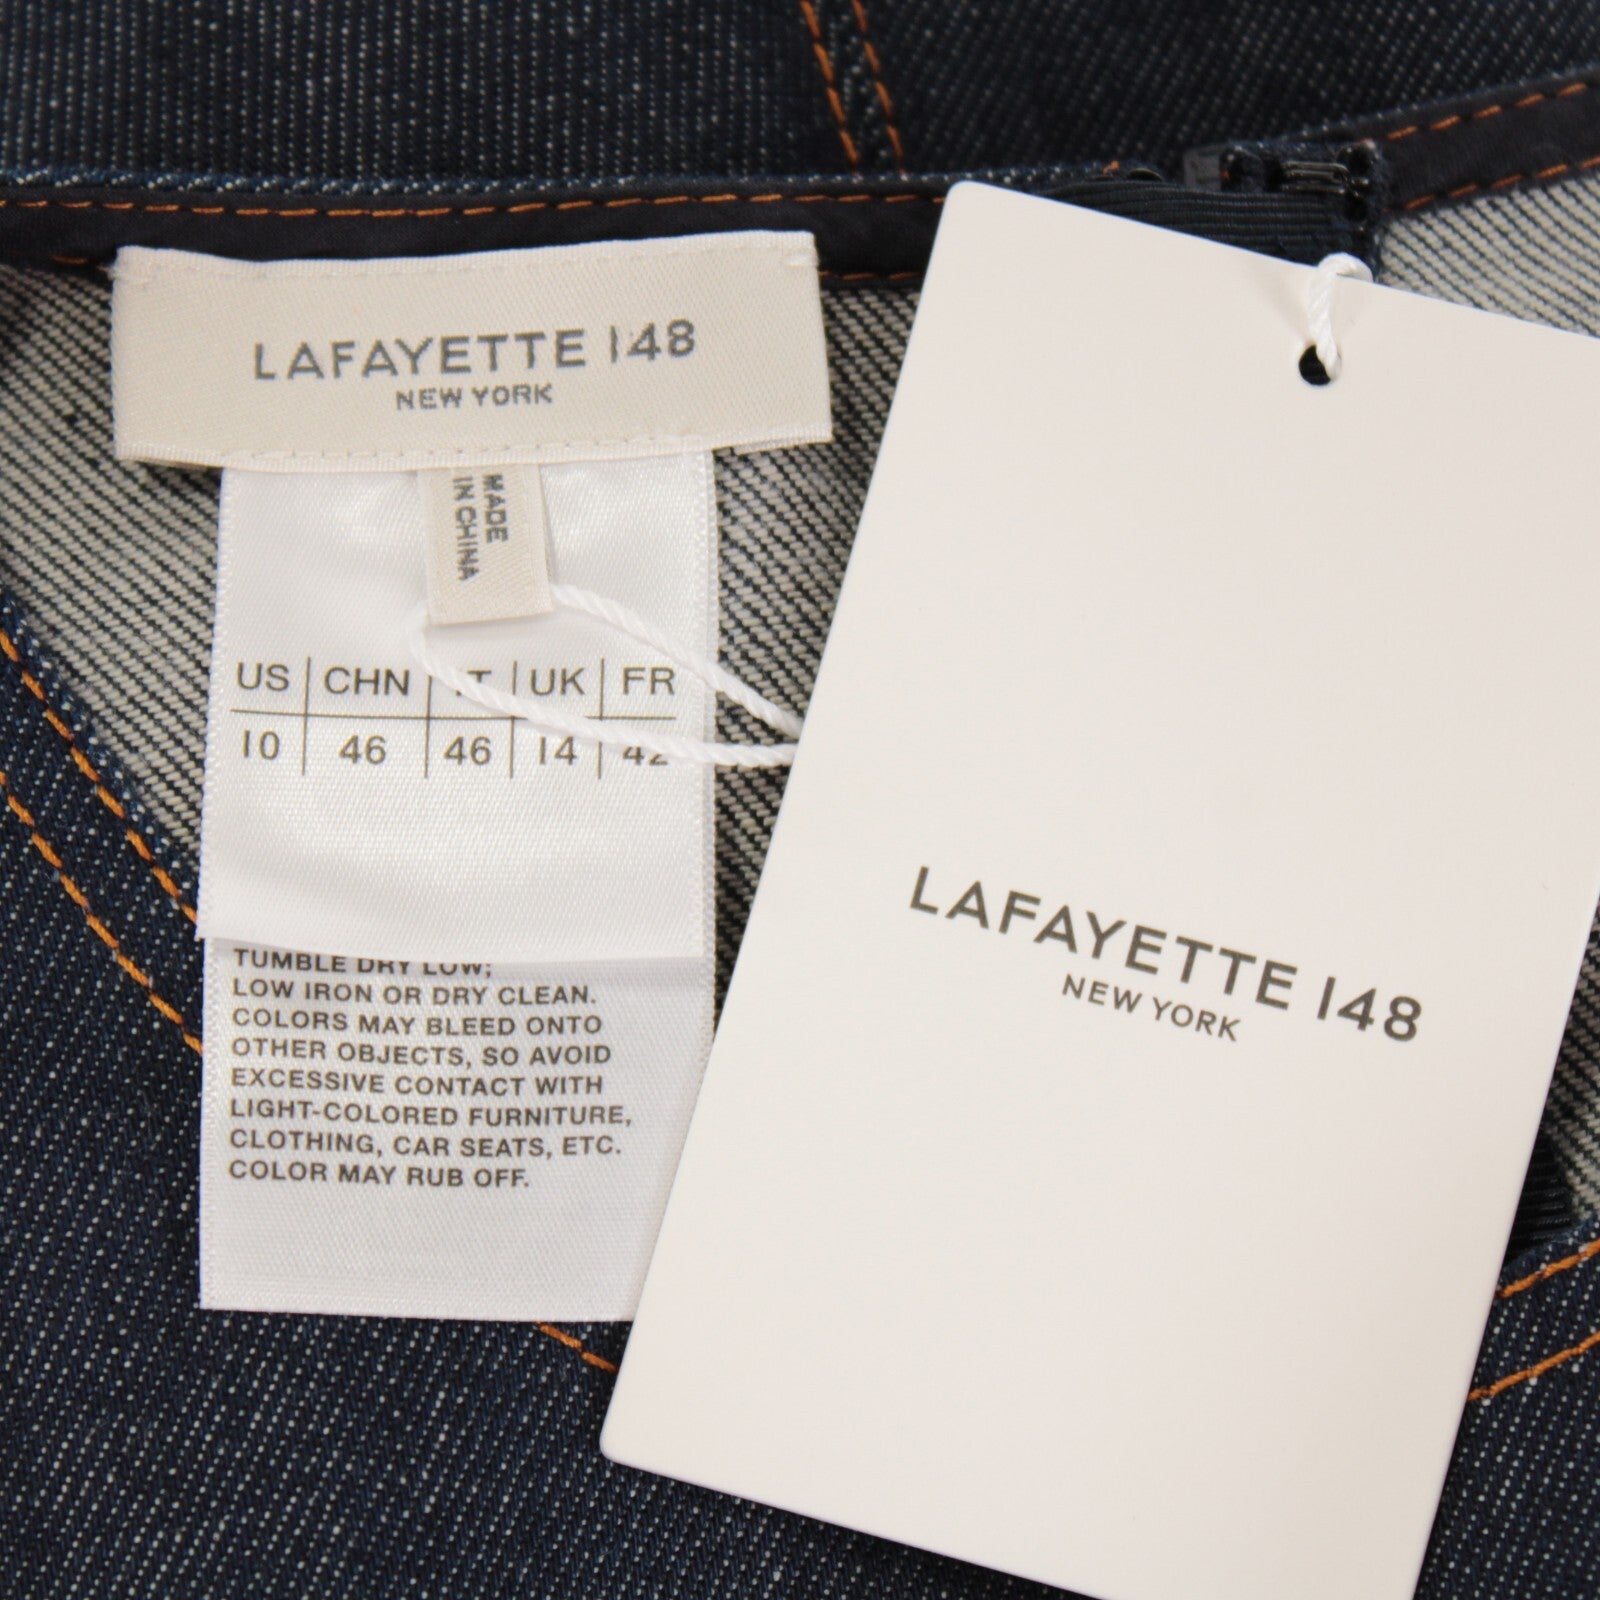 LAFAYETTE 148
NEW YORK
MADE
IN CHINA
US CHN IT UK FR
10 46 46 14 42
TUMBLE DRY LOW;
LOW IRON OR DRY CLEAN.
COLORS MAY BLEED ONTO
OTHER OBJECTS, SO AVOID
EXCESSIVE CONTACT WITH
LIGHT-COLORED FURNITURE,
CLOTHING, CAR SEATS, ETC.
COLOR MAY RUB OFF.
LAFAYETTE 148
NEW YORK